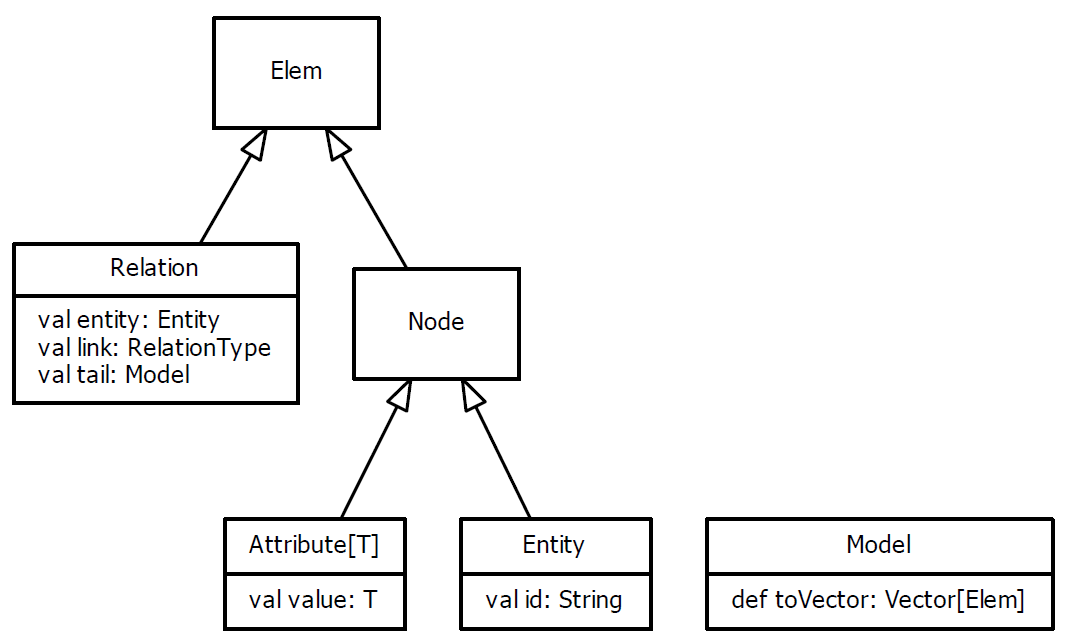 Elem
Relation
val entity: Entity
val link: RelationType
val tail: Model
Node
Attribute[T]
val value: T
Entity
val id: String
Model
def toVector: Vector[Elem]